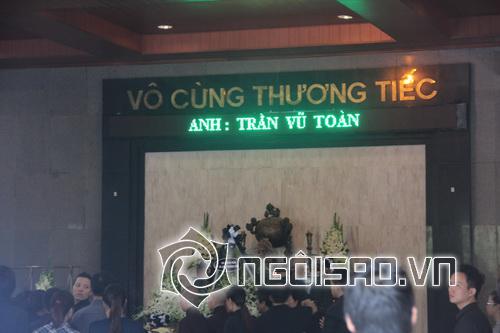 VÔ CÙNG THƯƠNG TIẾC
ANH : TRẦN VŨ TOÀN
NGÔISAO.VN